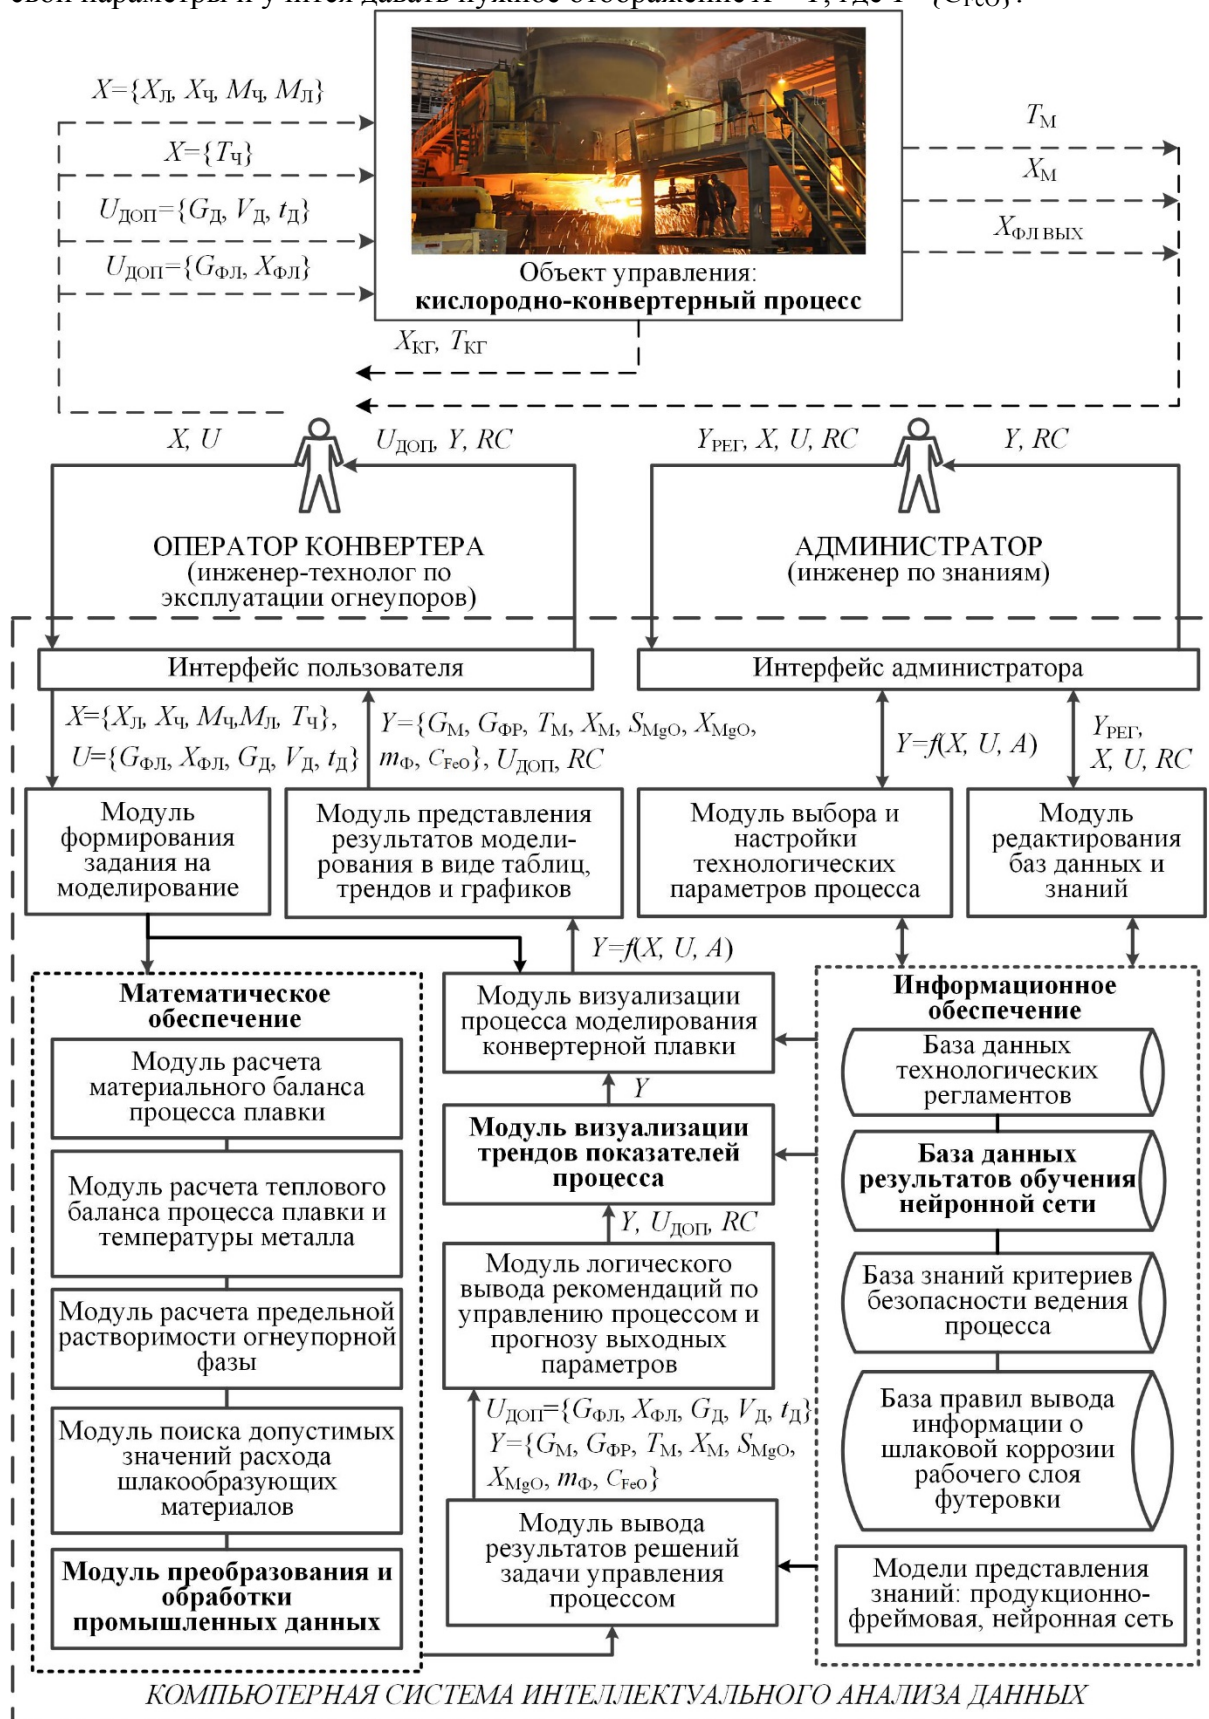 свои параметры и учится давать нужное отображение X – Y, где Y={CFeO}.
X={XЛ, XЧ, MЧ, MЛ}
X={TЧ}
UДОП={GД, VД, tД}
UДОП={GФЛ, XФЛ}
TМ
XМ
XФЛ ВЫХ
Объект управления:
кислородно-конвертерный процесс
XКГ, TКГ
X, U
UДОП, Y, RC
YРЕГ, X, U, RC
Y, RC
ОПЕРАТОР КОНВЕРТЕРА
(инженер-технолог по
эксплуатации огнеупоров)
АДМИНИСТРАТОР
(инженер по знаниям)
Интерфейс пользователя
Интерфейс администратора
X={XЛ, XЧ, MЧ,MЛ, TЧ},
U={GФЛ, XФЛ, GД, VД, tД}
Y={GМ, GФР, TМ, XМ, SMgO, XMgO,
mФ, CFeO}, UДОП, RC
Y=f(X, U, A)
YРЕГ,
X, U, RC
Модуль
формирования
задания на
моделирование
Модуль представления
результатов модели-
рования в виде таблиц,
трендов и графиков
Модуль выбора и
настройки
технологических
параметров процесса
Модуль
редактирования
баз данных и
знаний
Y=f(X, U, A)
Математическое
обеспечение
Модуль расчета
материального баланса
процесса плавки
Модуль расчета теплового
баланса процесса плавки и
температуры металла
Модуль расчета предельной
растворимости огнеупорной
фазы
Модуль поиска допустимых
значений расхода
шлакообразующих
материалов
Модуль преобразования и
обработки
промышленных данных
Модуль визуализации
процесса моделирования
конвертерной плавки
Y
Модуль визуализации
трендов показателей
процесса
Y, UДОП, RC
Модуль логического
вывода рекомендаций по
управлению процессом и
прогнозу выходных
параметров
UДОП={GФЛ, XФЛ, GД, VД, tД}
Y={GМ, GФР, TМ, XМ, SMgO,
XMgO, mФ, CFeO}
Модуль вывода
результатов решений
задачи управления
процессом
Информационное
обеспечение
База данных
технологических
регламентов
База данных
результатов обучения
нейронной сети
База знаний критериев
безопасности ведения
процесса
База правил вывода
информации о
шлаковой коррозии
рабочего слоя
футеровки
Модели представления
знаний: продукционно-
фреймовая, нейронная сеть
КОМПЬЮТЕРНАЯ СИСТЕМА ИНТЕЛЛЕКТУАЛЬНОГО АНАЛИЗА ДАННЫХ